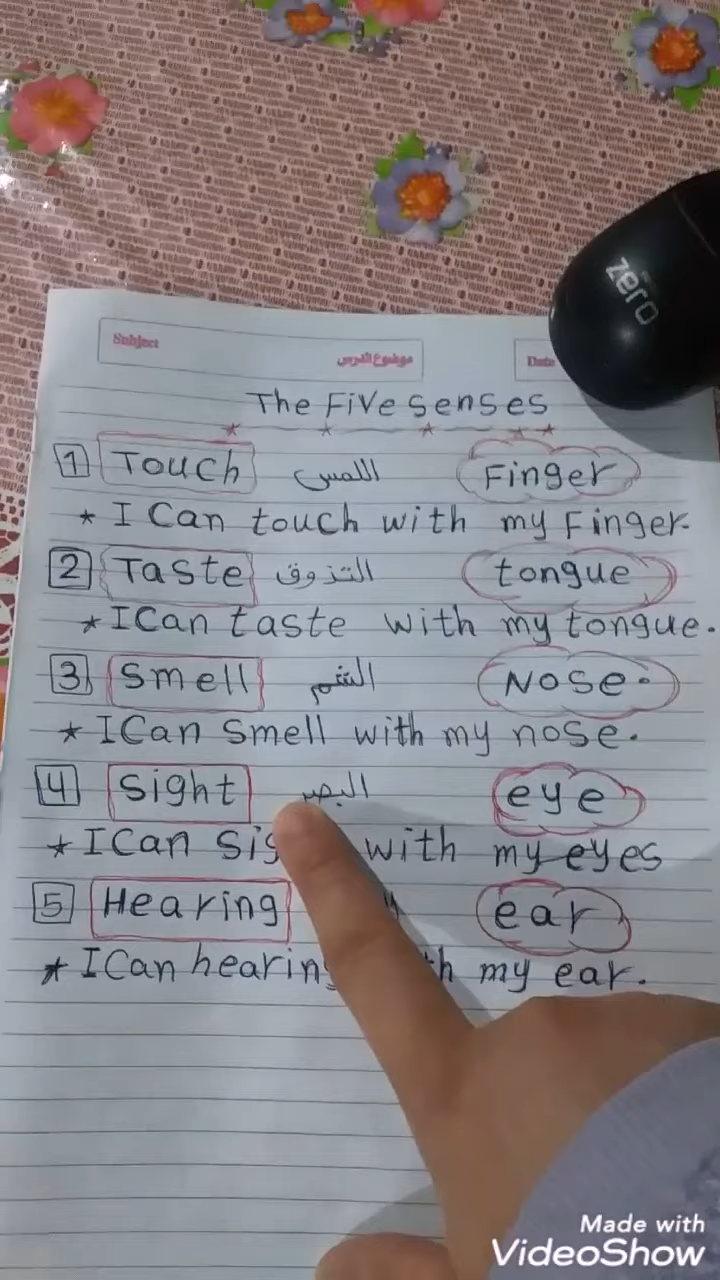 zero
Subject موضوع الدرس Date
The Five senses
1 Touch اللمس Finger
* I Can touch with my Finger.
2 Taste التزوق tongue
* I Can taste with my tongue.
3 Smell الشم Nose.
* I Can Smell with my nose.
4 Sight البصر eye
* I Can with my eyes
5 Hearing ear
* I Can my ear.
Made with
VideoShow